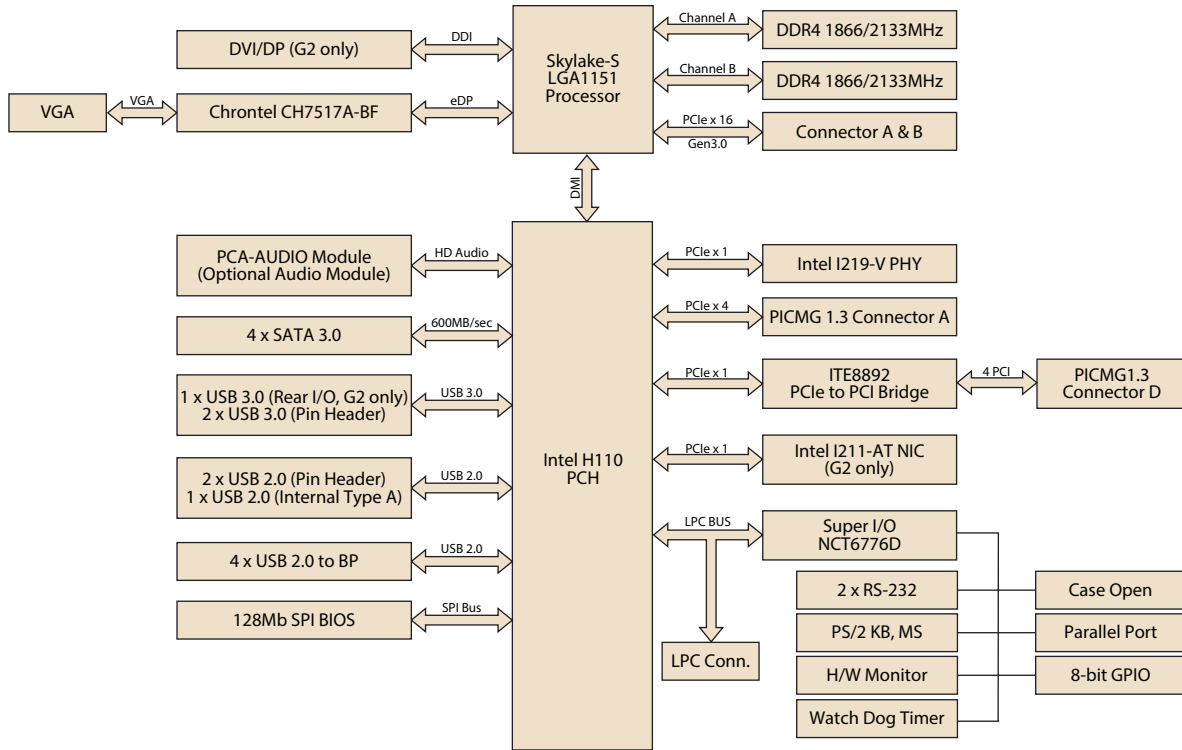 Channel A
DDR4 1866/2133MHz
DVI/DP (G2 only)
DDI
Skylake-S
LGA1151
Processor
Channel B
DDR4 1866/2133MHz
VGA
VGA
Chrontel CH7517A-BF
eDP
PCIe x 16
Gen3.0
Connector A & B
DMI
PCA-AUDIO Module
(Optional Audio Module)
HD Audio
PCIe x 1
Intel I219-V PHY
4 x SATA 3.0
600MB/sec
PCIe x 4
PICMG 1.3 Connector A
1 x USB 3.0 (Rear I/O, G2 only)
2 x USB 3.0 (Pin Header)
USB 3.0
PCIe x 1
ITE8892
PCIe to PCI Bridge
4 PCI
PICMG1.3
Connector D
Intel H110
PCH
2 x USB 2.0 (Pin Header)
1 x USB 2.0 (Internal Type A)
USB 2.0
PCIe x 1
Intel I211-AT NIC
(G2 only)
4 x USB 2.0 to BP
USB 2.0
LPC BUS
Super I/O
NCT6776D
128Mb SPI BIOS
SPI Bus
LPC Conn.
2 x RS-232
Case Open
PS/2 KB, MS
Parallel Port
H/W Monitor
8-bit GPIO
Watch Dog Timer